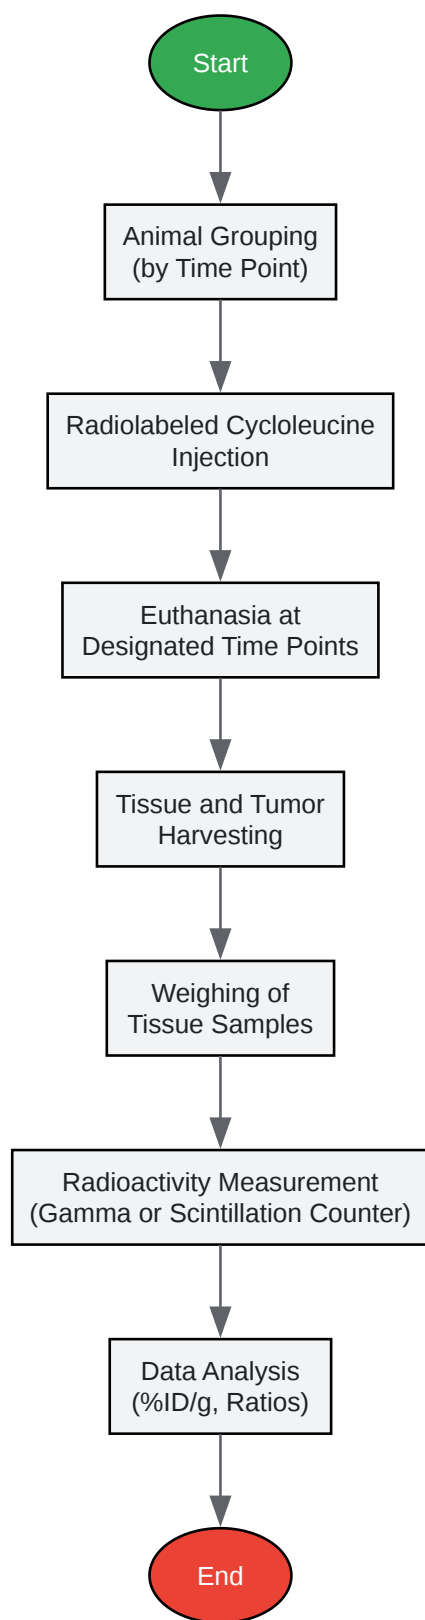 Start
Animal Grouping
(by Time Point)
Radiolabeled Cycloleucine
Injection
Euthanasia at
Designated Time Points
Tissue and Tumor
Harvesting
Weighing of
Tissue Samples
Radioactivity Measurement
(Gamma or Scintillation Counter)
Data Analysis
(%ID/g, Ratios)
End